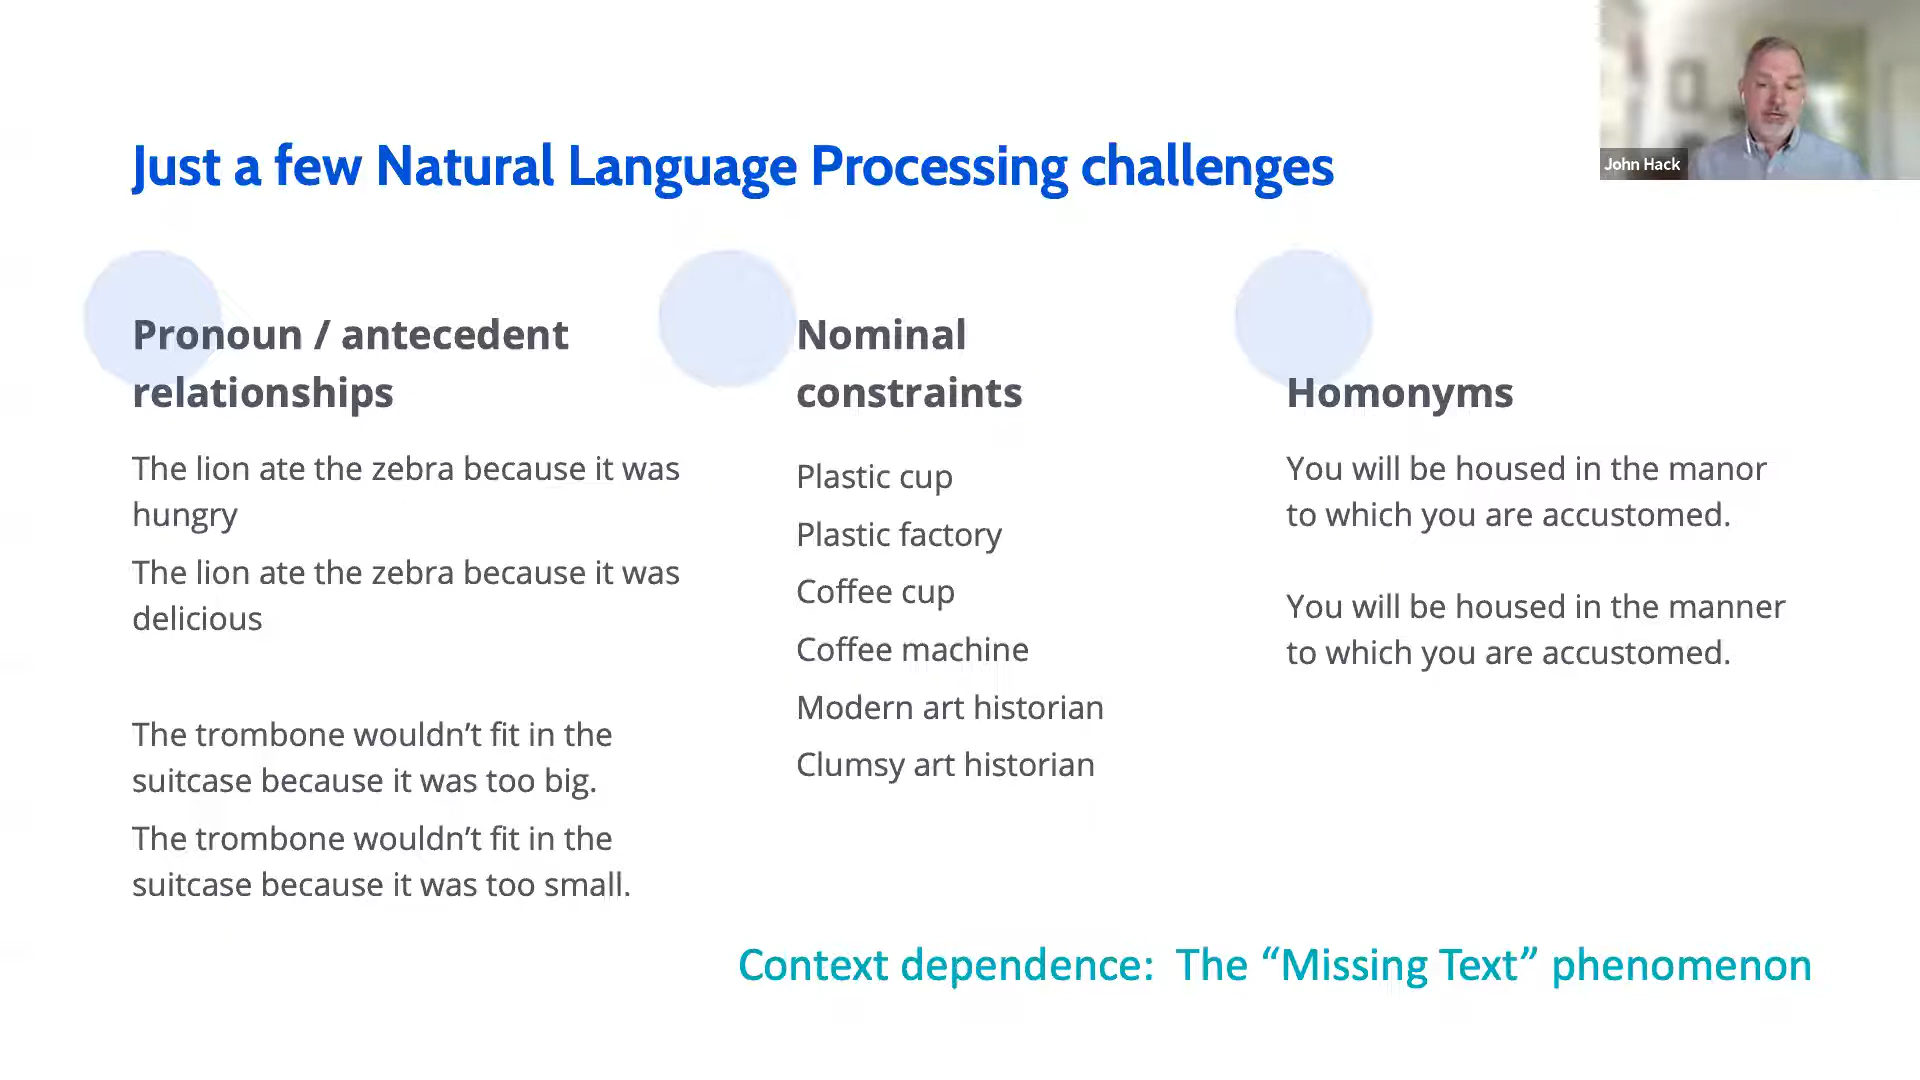 John Hack
Just a few Natural Language Processing challenges
Pronoun / antecedent
relationships
The lion ate the zebra because it was
hungry
The lion ate the zebra because it was
delicious
The trombone wouldn’t fit in the
suitcase because it was too big.
The trombone wouldn’t fit in the
suitcase because it was too small.
Nominal
constraints
Plastic cup
Plastic factory
Coffee cup
Coffee machine
Modern art historian
Clumsy art historian
Homonyms
You will be housed in the manor
to which you are accustomed.
You will be housed in the manner
to which you are accustomed.
Context dependence:  The “Missing Text” phenomenon